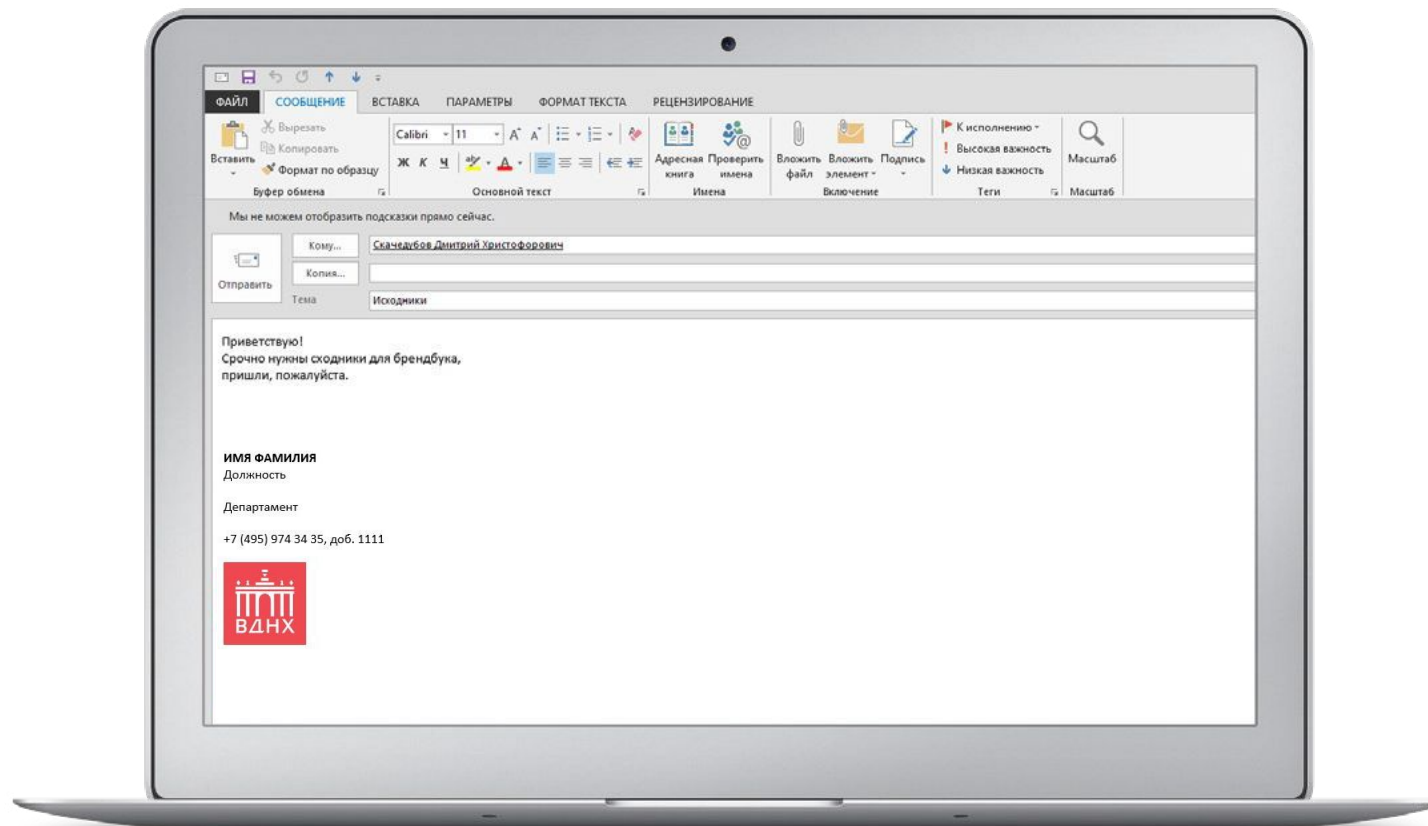 ФАЙЛ СООБЩЕНИЕ ВСТАВКА ПАРАМЕТРЫ ФОРМАТ ТЕКСТА РЕЦЕНЗИРОВАНИЕ
Вставить
Вырезать
Копировать
Формат по образцу
Буфер обмена
Calibri 11
Ж К Ч
Основной текст
Адресная книга
Проверить имена
Имена
Вложить файл
Вложить элемент
Подпись
Включение
К исполнению
Высокая важность
Низкая важность
Теги
Масштаб
Масштаб
Мы не можем отобразить подсказки прямо сейчас.
Отправить
Кому... Скачедубов Дмитрий Христофорович
Копия...
Тема Исходники
Приветствую!
Срочно нужны сходники для брендбука,
пришли, пожалуйста.
ИМЯ ФАМИЛИЯ
Должность
Департамент
+7 (495) 974 34 35, доб. 1111
ВДНХ